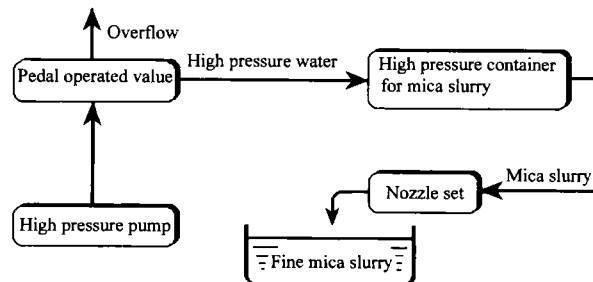 Overflow
Pedal operated value
High pressure water
High pressure container
for mica slurry
Mica slurry
Nozzle set
High pressure pump
Fine mica slurry